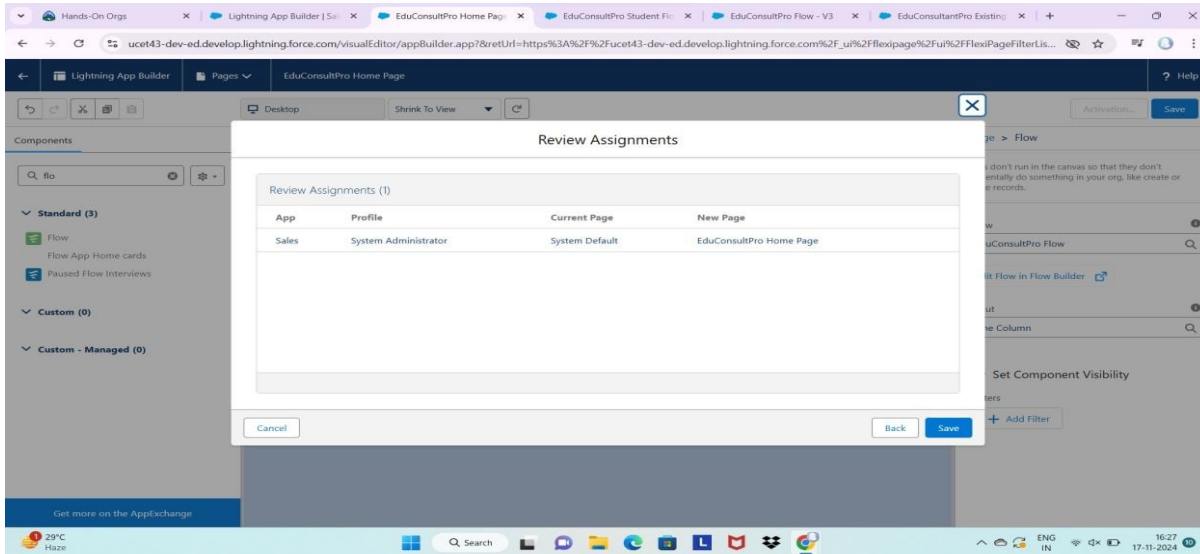 Hands-On Orgs
Lightning App Builder | Sal
EduConsultPro Home Page
EduConsultPro Student Flo
EduConsultPro Flow - V3
EduConsultantPro Existing
ucet43-dev-ed.develop.lightning.force.com/visualEditor/appBuilder.app?&retUrl=https%3A%2F%2Fucet43-dev-ed.develop.lightning.force.com%2F_ui%2Fflexipage%2Fui%2FFlexiPageFilterLis...
Lightning App Builder Pages EduConsultPro Home Page ? Help
Desktop Shrink To View Activation... Save
Components
flo
Standard (3)
Flow
Flow App Home cards
Paused Flow Interviews
Custom (0)
Custom - Managed (0)
Get more on the AppExchange
Review Assignments
Review Assignments (1)
App Profile Current Page New Page
Sales System Administrator System Default EduConsultPro Home Page
Cancel Back Save
ge > Flow
s don't run in the canvas so that they don't
entally do something in your org, like create or
e records.
w
uConsultPro Flow
lit Flow in Flow Builder
ut
ne Column
Set Component Visibility
ters
+ Add Filter
1
29°C
Haze
Search
L
ENG
IN
16:27
17-11-2024
10